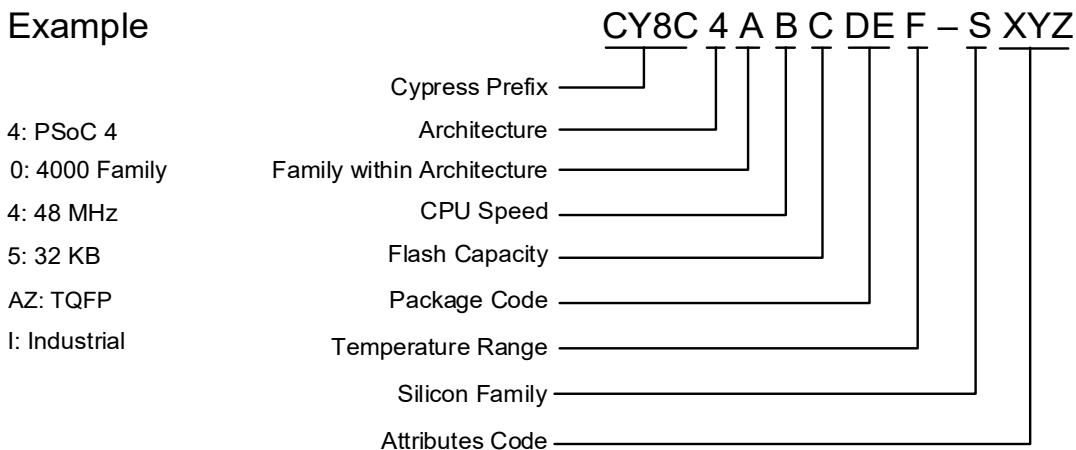 Example CY8C 4 A B C DE F – S XYZ
Cypress Prefix
4: PSoC 4 Architecture
0: 4000 Family Family within Architecture
4: 48 MHz CPU Speed
5: 32 KB Flash Capacity
AZ: TQFP Package Code
I: Industrial Temperature Range
Silicon Family
Attributes Code